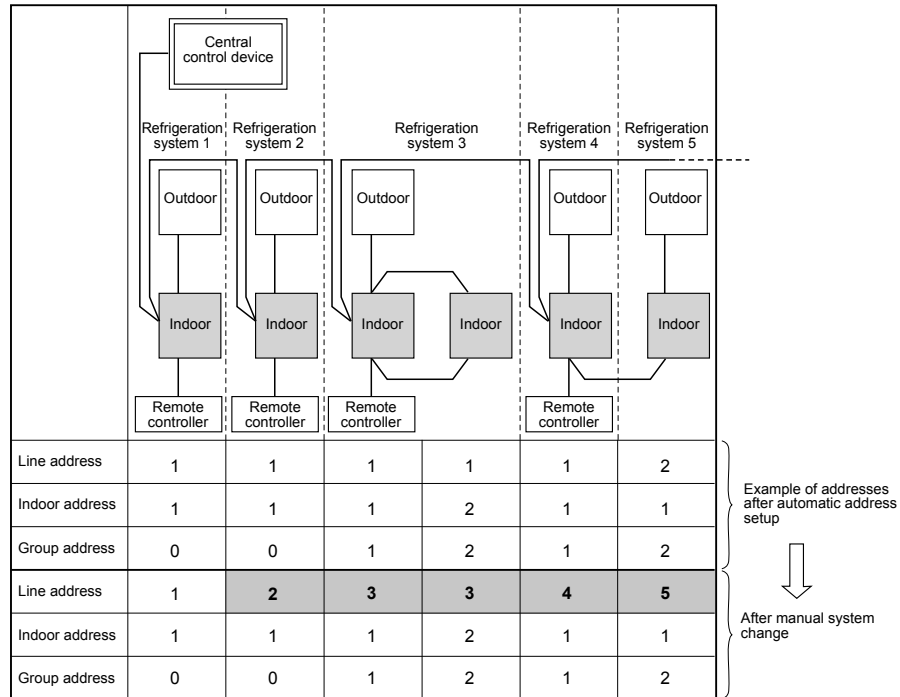 Central
control device
Refrigeration
system 1
Refrigeration
system 2
Refrigeration
system 3
Refrigeration
system 4
Refrigeration
system 5
Outdoor
Outdoor
Outdoor
Outdoor
Outdoor
Indoor
Indoor
Indoor
Indoor
Indoor
Indoor
Remote
controller
Remote
controller
Remote
controller
Remote
controller
Line address 1 1 1 1 1 2
Indoor address 1 1 1 2 1 1
Group address 0 0 1 2 1 2
Example of addresses
after automatic address
setup
Line address 1 2 3 3 4 5
Indoor address 1 1 1 2 1 1
Group address 0 0 1 2 1 2
After manual system
change